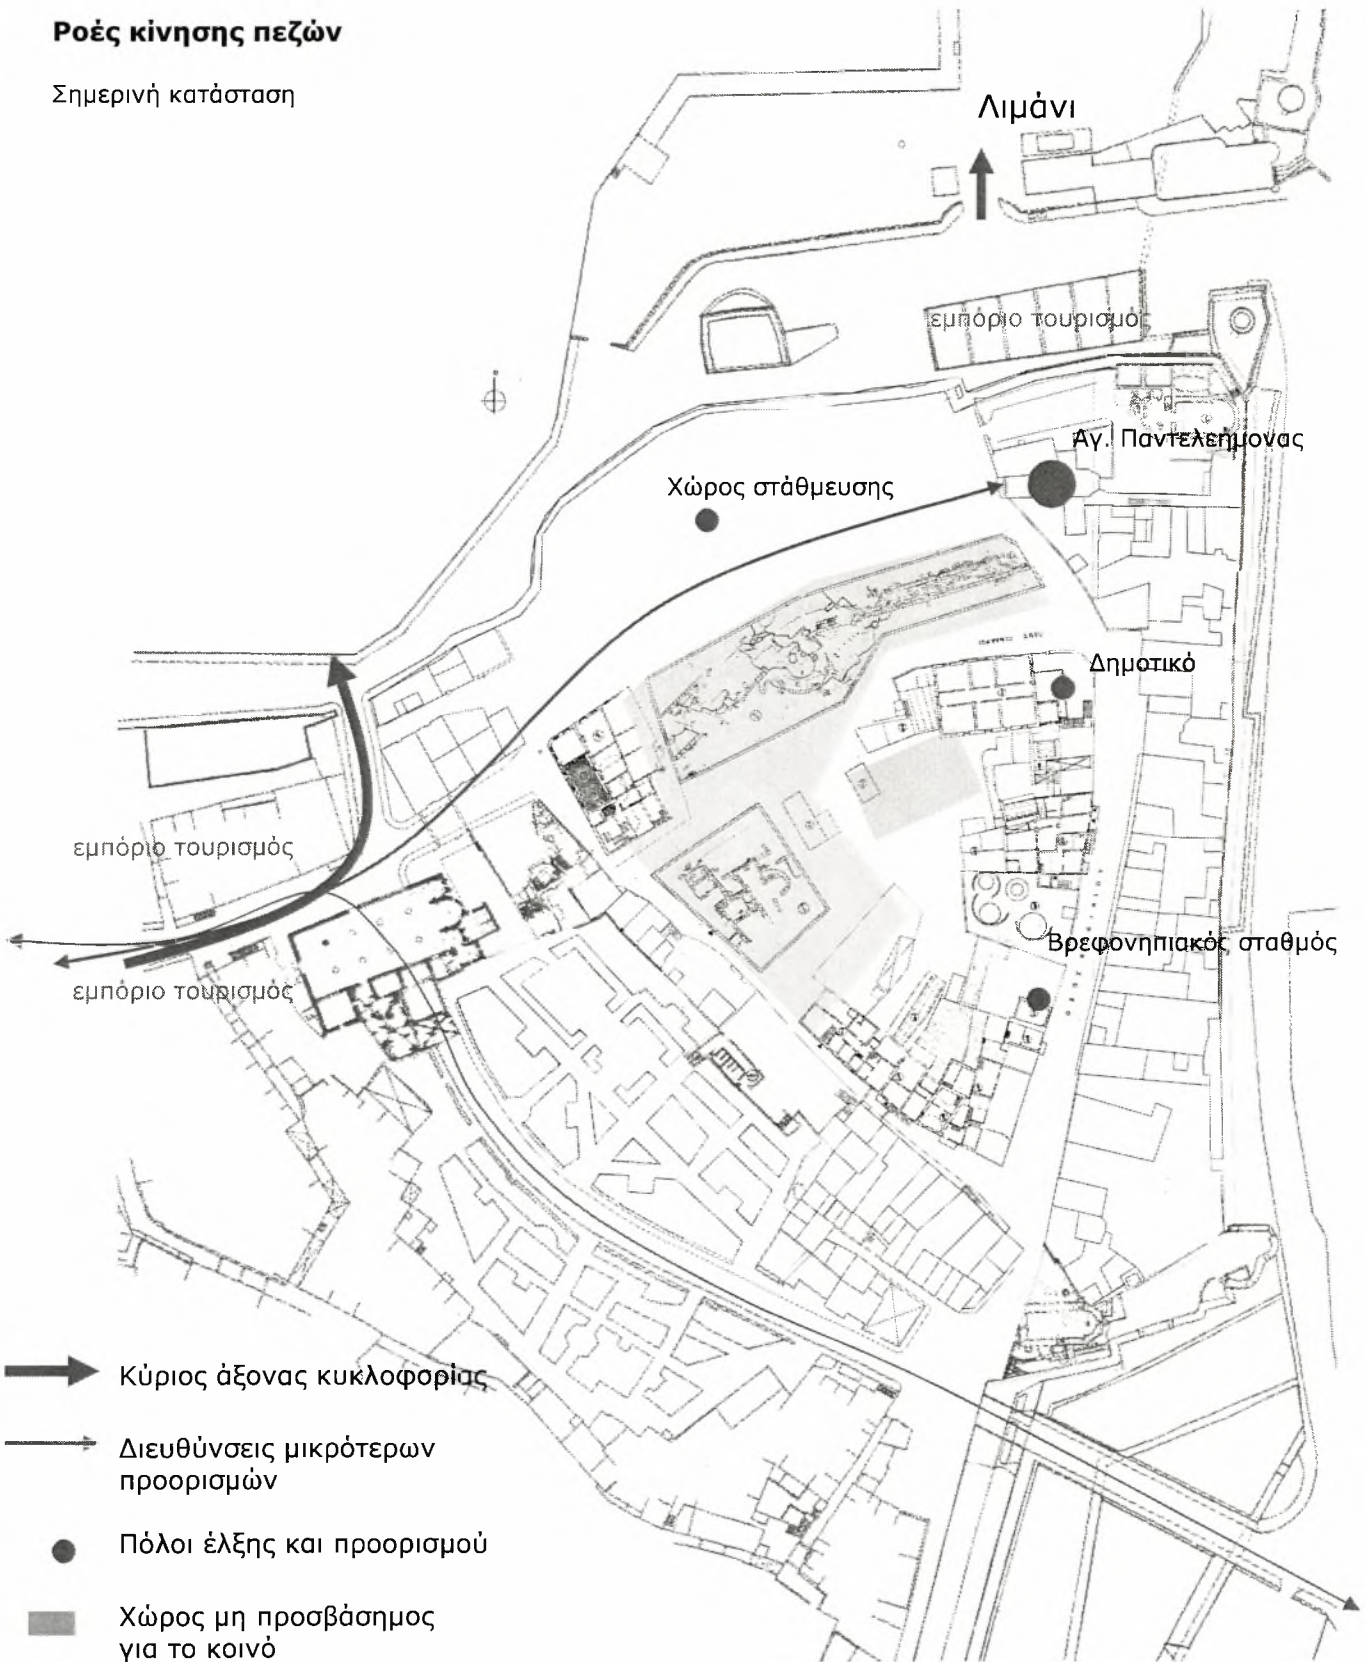 Ροές κίνησης πεζών
Σημερινή κατάσταση
Λιμάνι
εμπόριο τουρισμός
Αγ. Παντελεήμονας
Χώρος στάθμευσης
Δημοτικό
εμπόριο τουρισμός
Βρεφονηπιακός σταθμός
εμπόριο τουρισμός
Κύριος άξονας κυκλοφορίας
Διευθύνσεις μικρότερων
προορισμών
Πόλοι έλξης και προορισμού
Χώρος μη προσβάσημος
για το κοινό